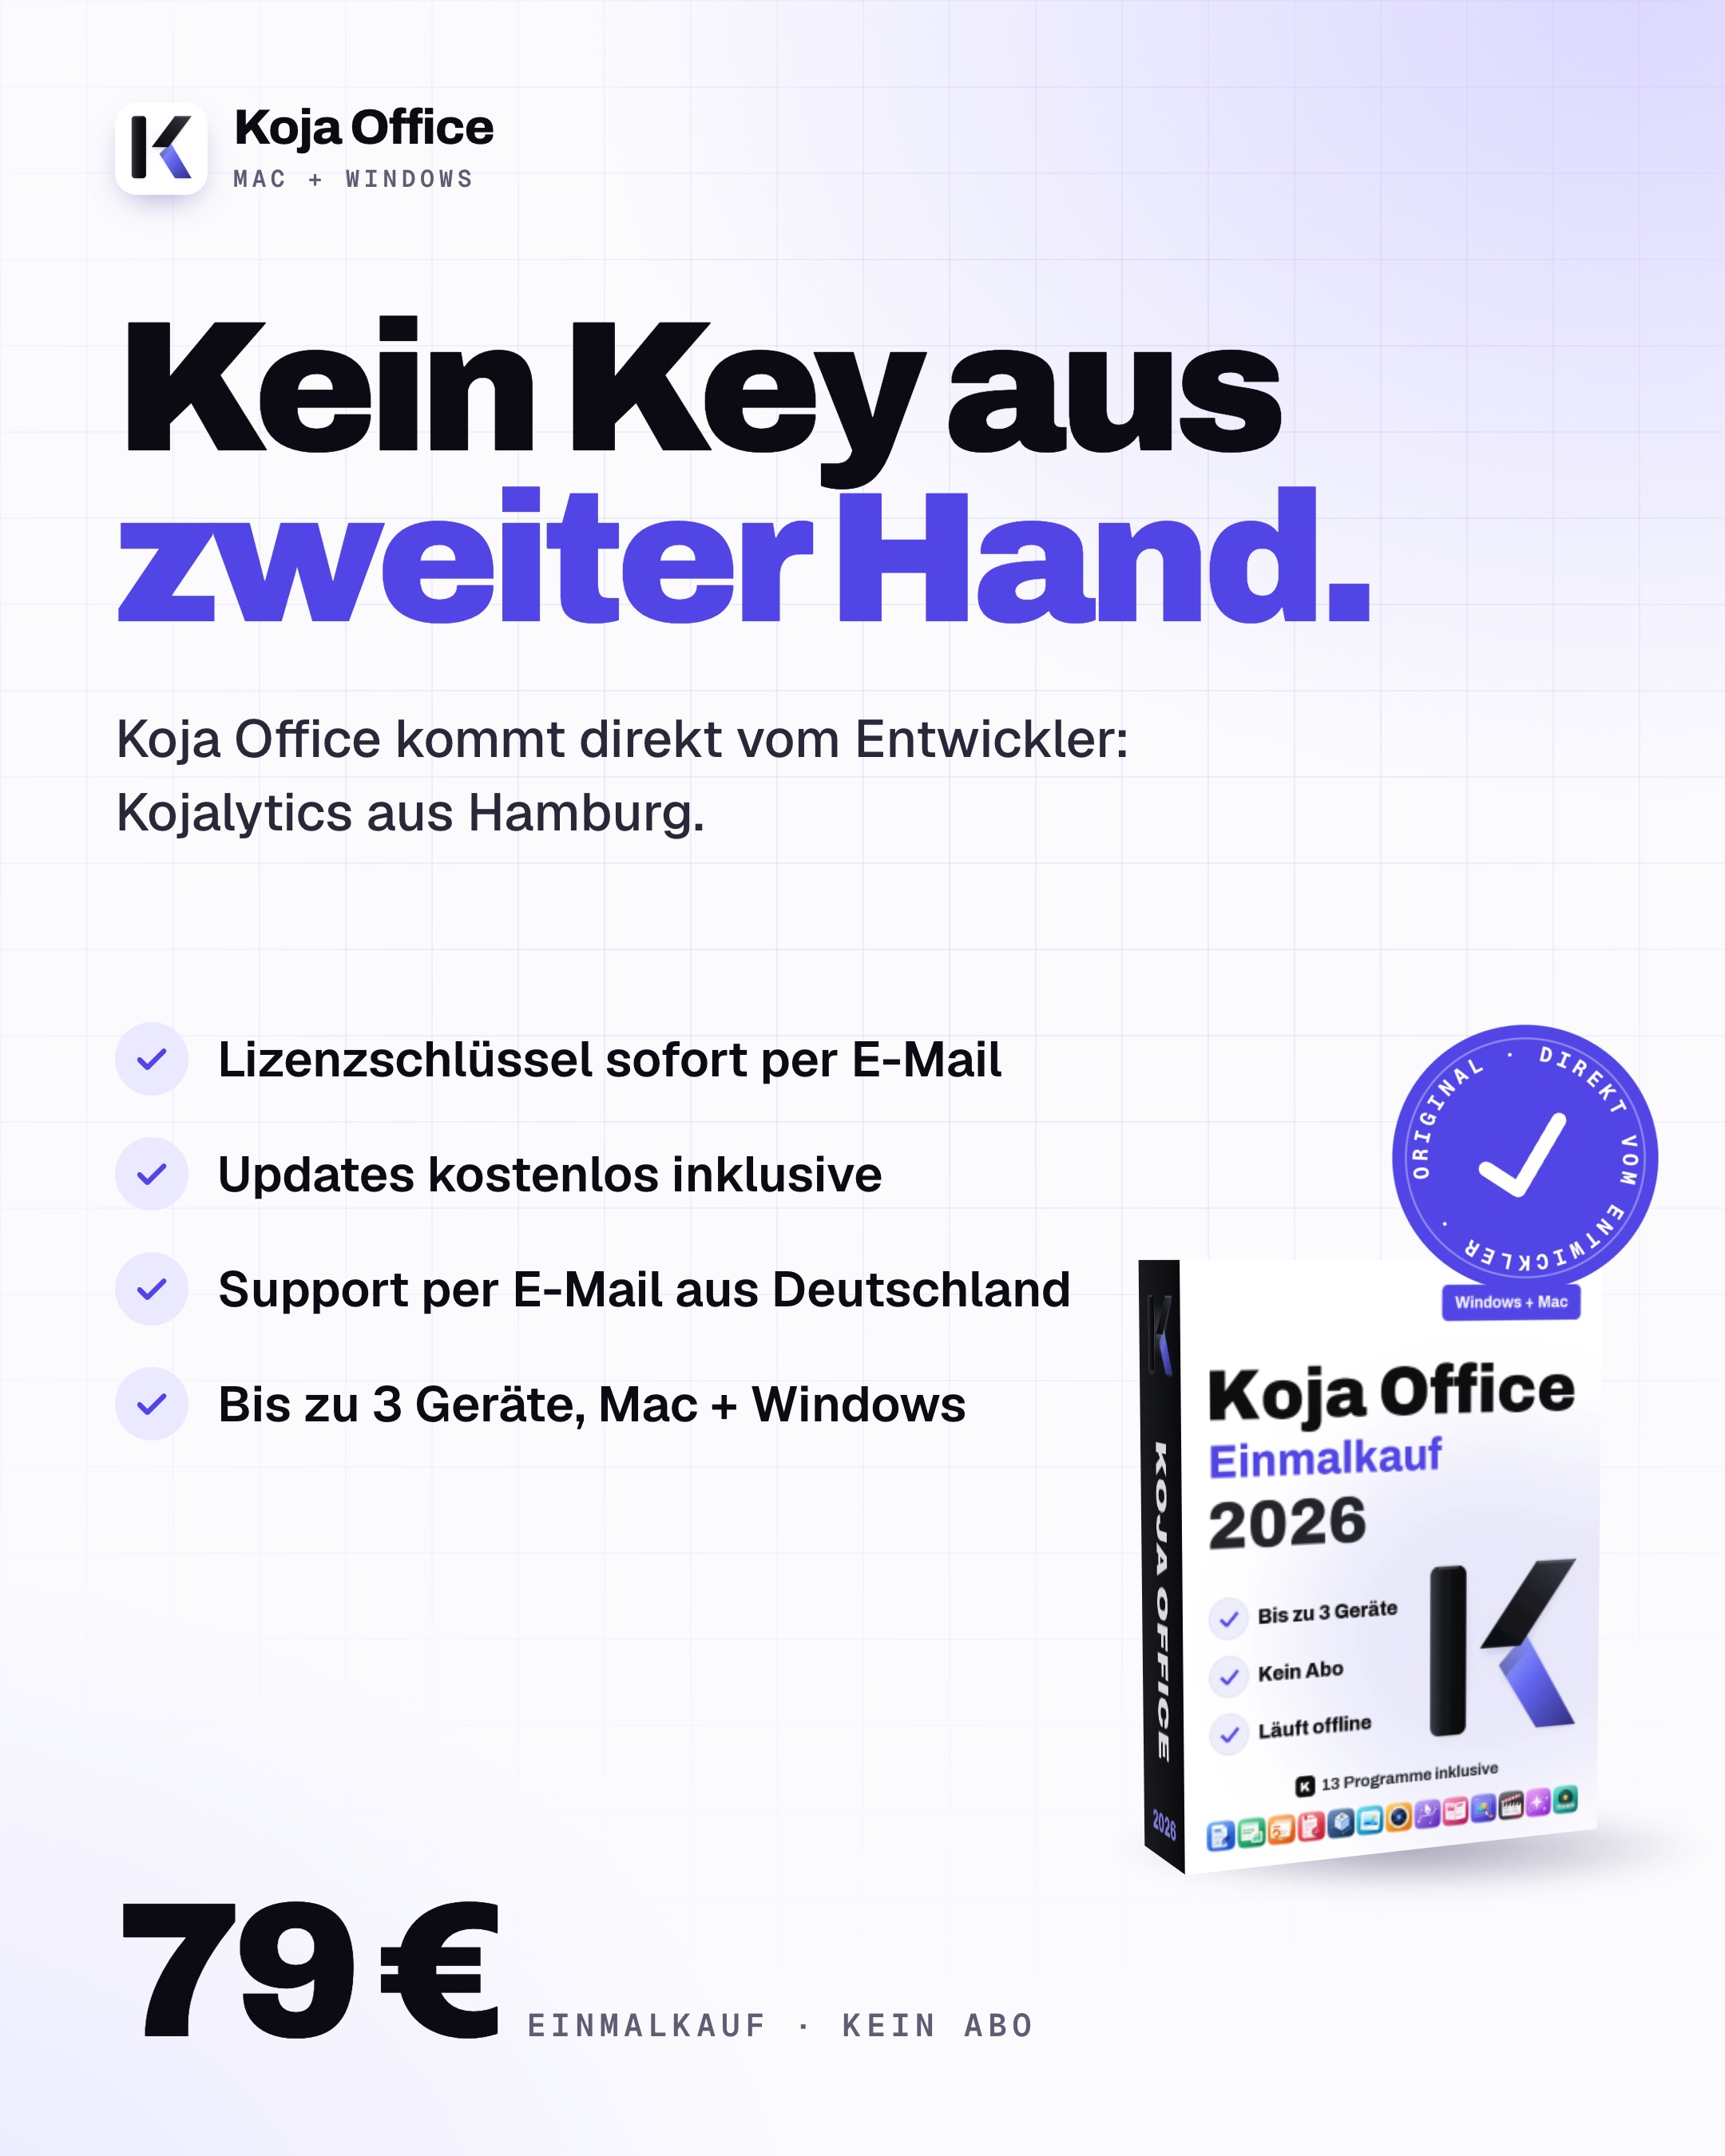 Koja Office
MAC + WINDOWS
Kein Key aus
zweiter Hand.
Koja Office kommt direkt vom Entwickler:
Kojalytics aus Hamburg.
Lizenzschlüssel sofort per E-Mail
Updates kostenlos inklusive
Support per E-Mail aus Deutschland
Bis zu 3 Geräte, Mac + Windows
ORIGINAL · DIREKT VOM ENTWICKLER ·
Windows + Mac
Koja Office
Einmalkauf
2026
Bis zu 3 Geräte
Kein Abo
Läuft offline
K 13 Programme inklusive
KOJA OFFICE
2026
79 €
EINMALKAUF · KEIN ABO